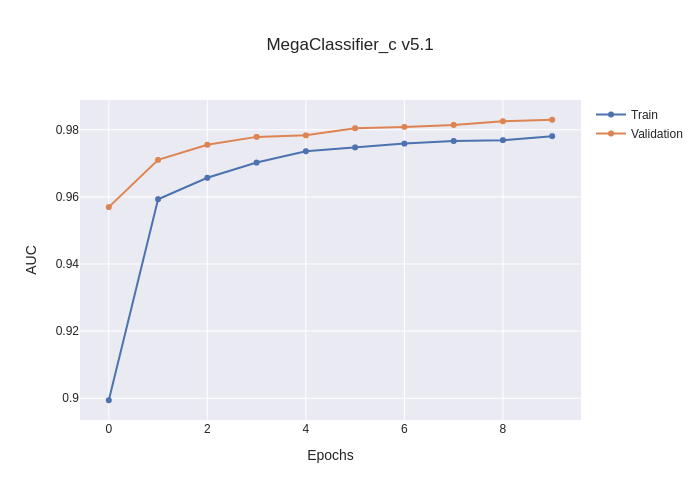 MegaClassifier_c v5.1
Train
Validation
AUC
0.98
0.96
0.94
0.92
0.9
0 2 4 6 8
Epochs